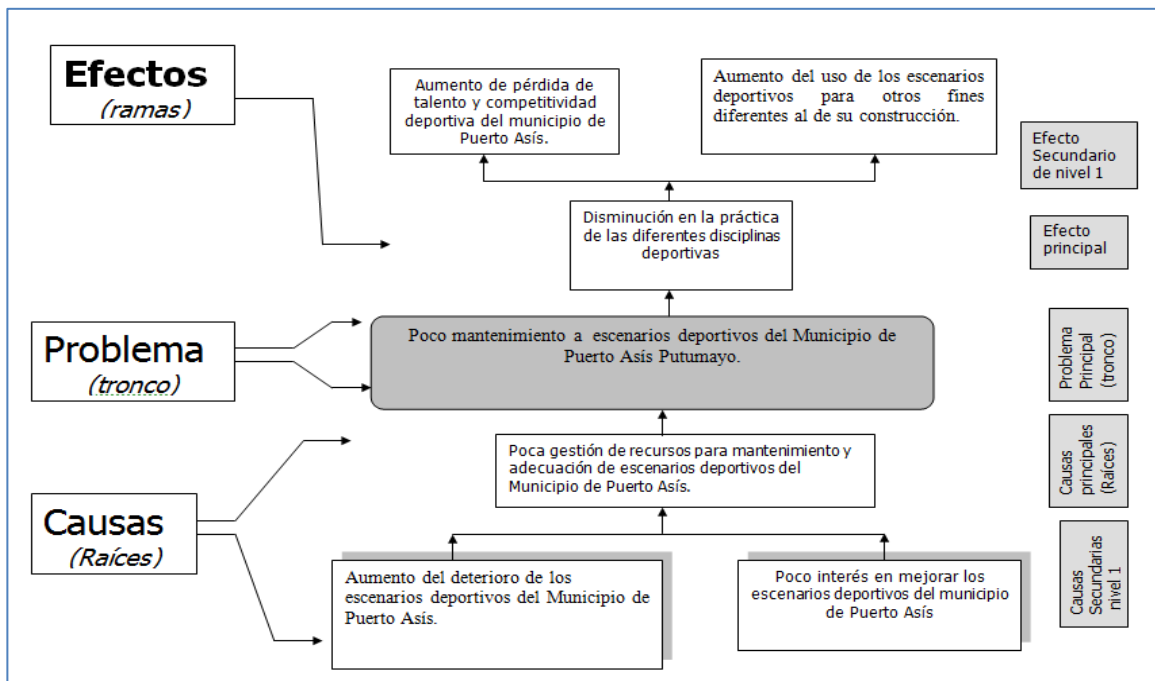 Efectos
(ramas)
Aumento de pérdida de
talento y competitividad
deportiva del municipio de
Puerto Asís.
Aumento del uso de los escenarios
deportivos para otros fines
diferentes al de su construcción.
Efecto
Secundario
de nivel 1
Disminución en la práctica
de las diferentes disciplinas
deportivas
Efecto
principal
Problema
(tronco)
Poco mantenimiento a escenarios deportivos del Municipio de
Puerto Asís Putumayo.
Problema
Principal
(tronco)
Poca gestión de recursos para mantenimiento y
adecuación de escenarios deportivos del
Municipio de Puerto Asís.
Causas
principales
(Raíces)
Causas
(Raíces)
Aumento del deterioro de los
escenarios deportivos del Municipio de
Puerto Asís.
Poco interés en mejorar los
escenarios deportivos del municipio
de Puerto Asís
Causas
Secundarias
nivel 1